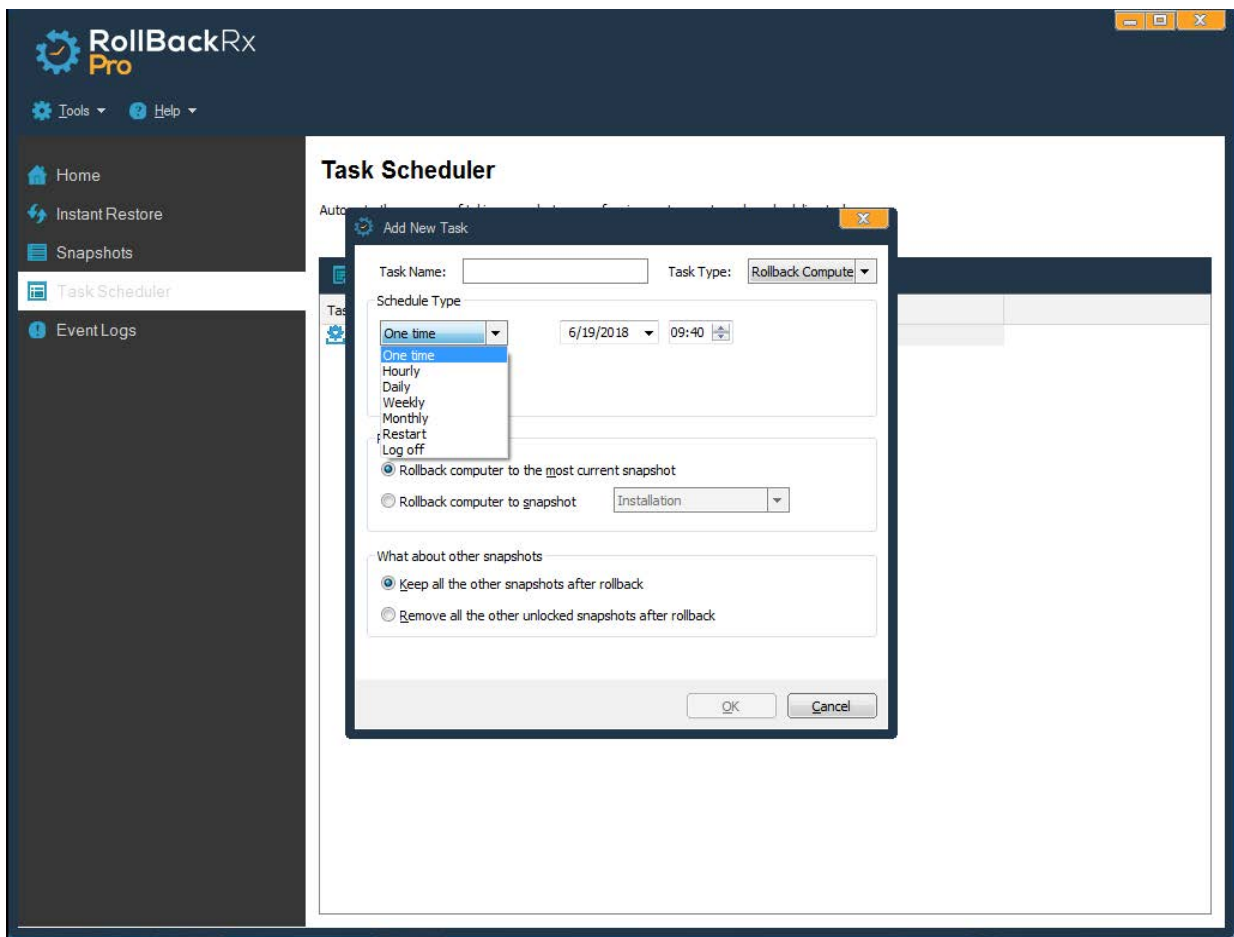 RollBackRx
Pro
Tools
Help
Home
Instant Restore
Snapshots
Task Scheduler
Event Logs
Task Scheduler
Add New Task
Task Name:
Task Type: Rollback Compute
Schedule Type
One time 6/19/2018 09:40
One time
Hourly
Daily
Weekly
Monthly
Restart
Log off
Rollback computer to the most current snapshot
Rollback computer to snapshot Installation
What about other snapshots
Keep all the other snapshots after rollback
Remove all the other unlocked snapshots after rollback
OK Cancel